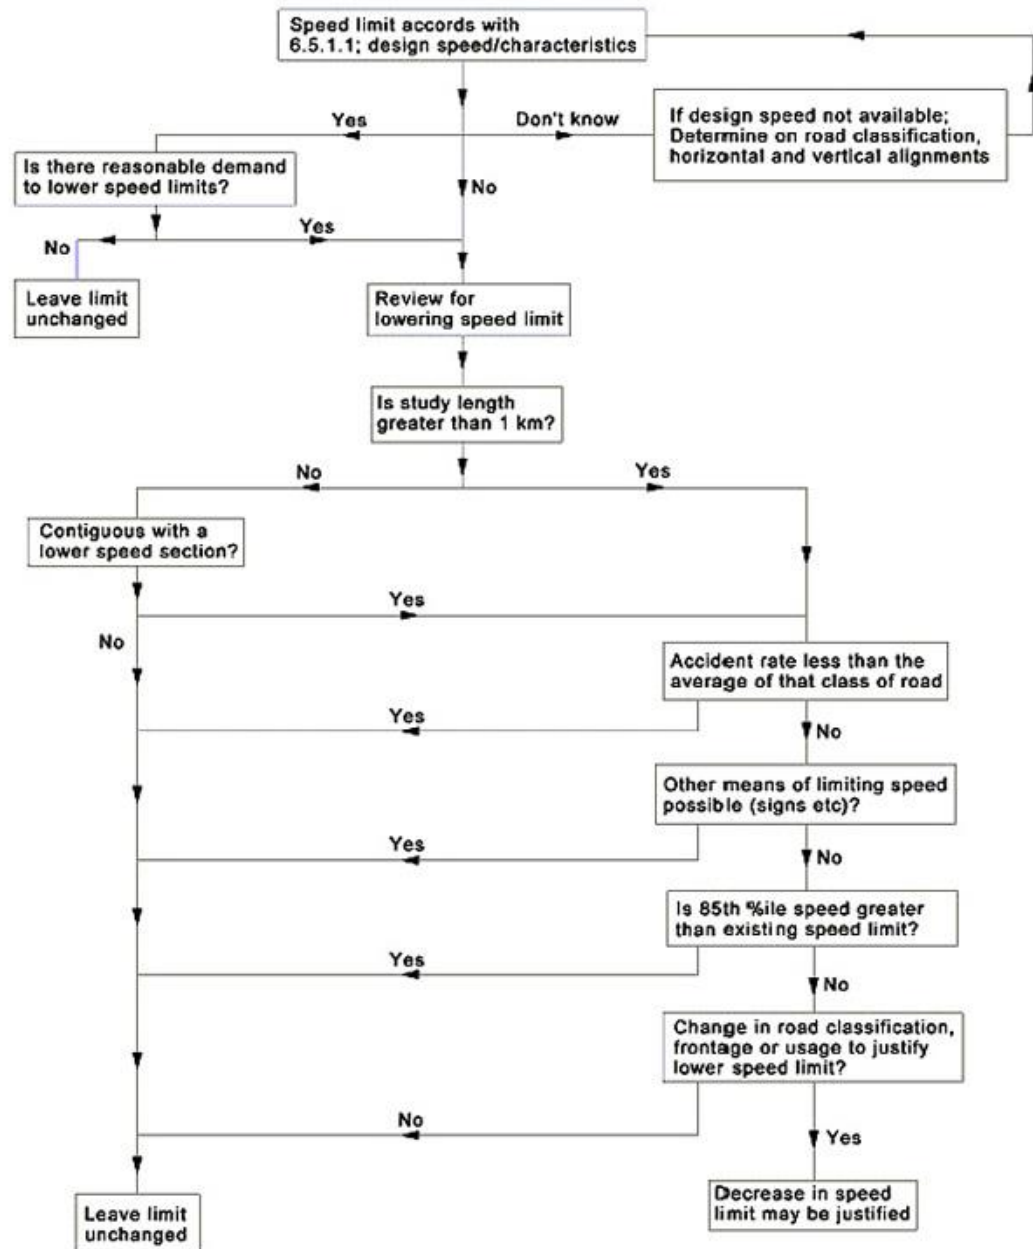 Speed limit accords with
6.5.1.1; design speed/characteristics
Yes
Don't know
If design speed not available;
Determine on road classification,
horizontal and vertical alignments
Is there reasonable demand
to lower speed limits?
No
Yes
No
Leave limit
unchanged
Review for
lowering speed limit
Is study length
greater than 1 km?
No
Yes
Contiguous with a
lower speed section?
Yes
No
Accident rate less than the
average of that class of road
Yes
No
Other means of limiting speed
possible (signs etc)?
Yes
No
Is 85th %ile speed greater
than existing speed limit?
Yes
No
Change in road classification,
frontage or usage to justify
lower speed limit?
No
Yes
Leave limit
unchanged
Decrease in speed
limit may be justified